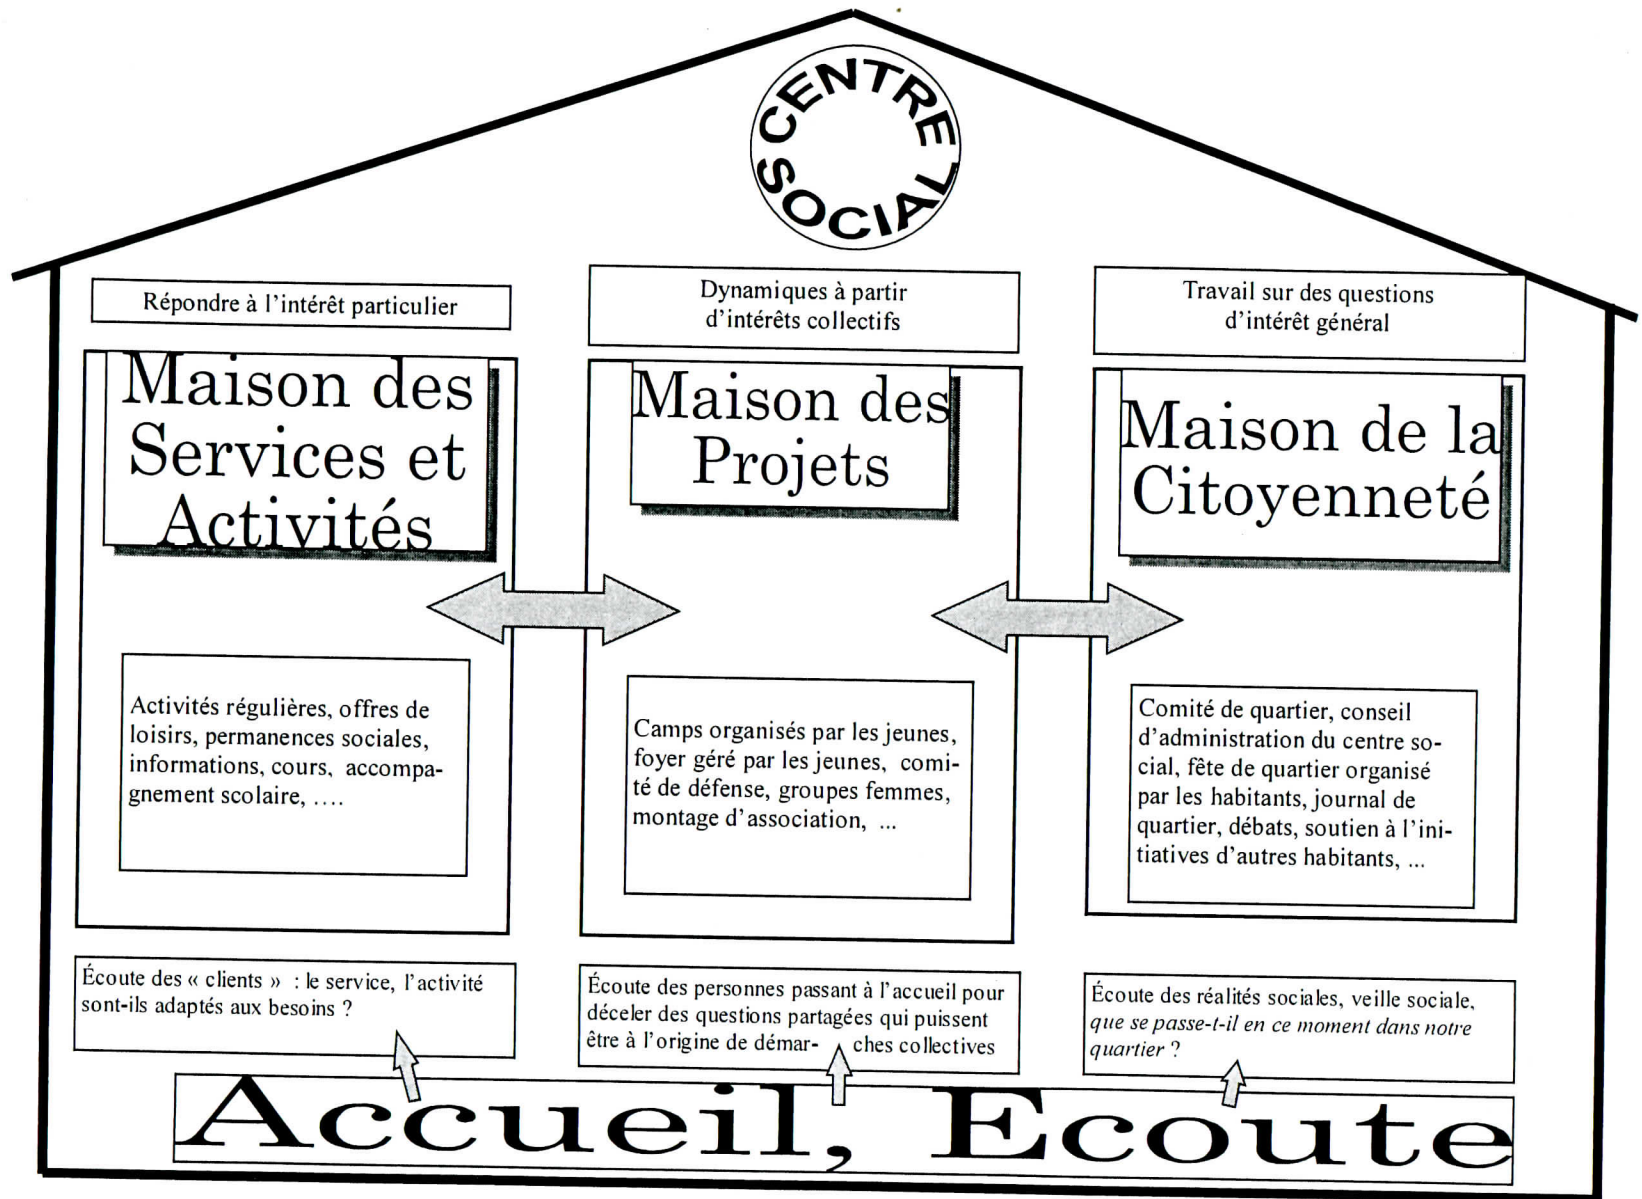 CENTRE
SOCIAL
Répondre à l'intérêt particulier
Dynamiques à partir
d'intérêts collectifs
Travail sur des questions
d'intérêt général
Maison des
Services et
Activités
Maison des
Projets
Maison de la
Citoyenneté
Activités régulières, offres de
loisirs, permanences sociales,
informations, cours, accompa-
gnement scolaire, ....
Camps organisés par les jeunes,
foyer géré par les jeunes, comi-
té de défense, groupes femmes,
montage d'association, ...
Comité de quartier, conseil
d'administration du centre so-
cial, fête de quartier organisé
par les habitants, journal de
quartier, débats, soutien à l'ini-
tiatives d'autres habitants, ...
Écoute des « clients » : le service, l'activité
sont-ils adaptés aux besoins ?
Écoute des personnes passant à l'accueil pour
déceler des questions partagées qui puissent
être à l'origine de démar- ches collectives
Écoute des réalités sociales, veille sociale,
que se passe-t-il en ce moment dans notre
quartier ?
Accueil, Ecoute